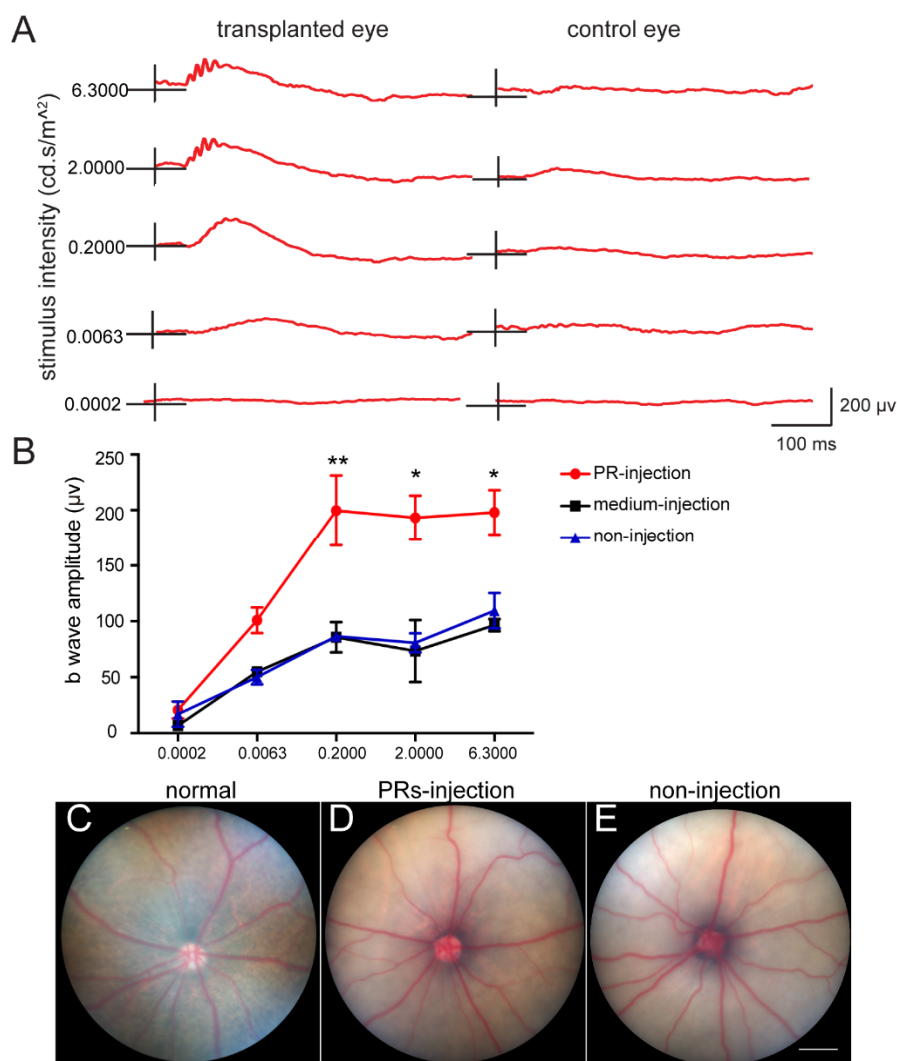 A
transplanted eye
control eye
stimulus intensity (cd.s/m^2)
6.3000
2.0000
0.2000
0.0063
0.0002
200 μv
100 ms
B
b wave amplitude (μv)
250
200
150
100
50
0
** * *
PR-injection
medium-injection
non-injection
0.0002 0.0063 0.2000 2.0000 6.3000
normal PRs-injection non-injection
C D E